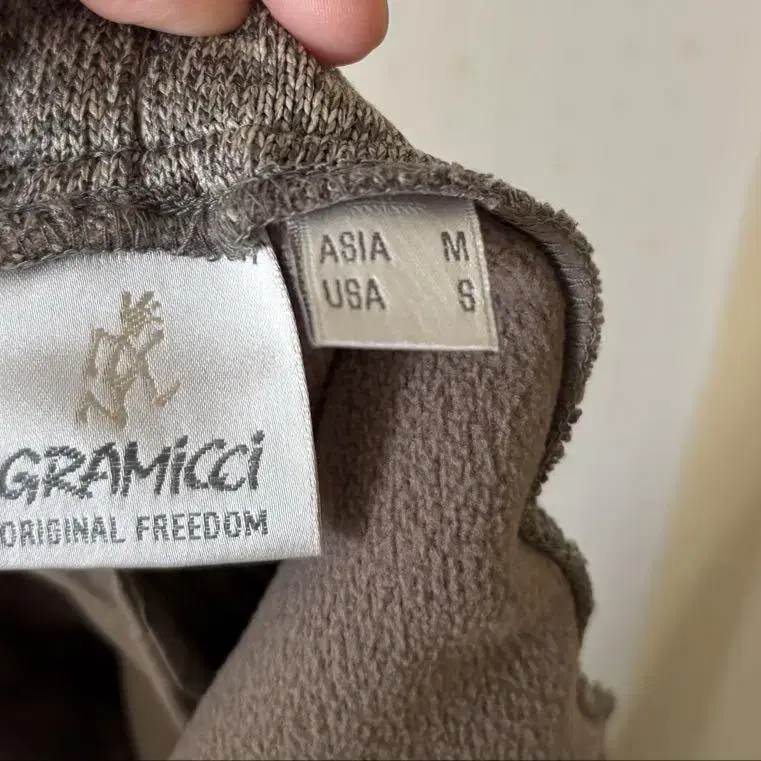 ASIA M
USA S
GRAMiCCi
ORIGINAL FREEDOM